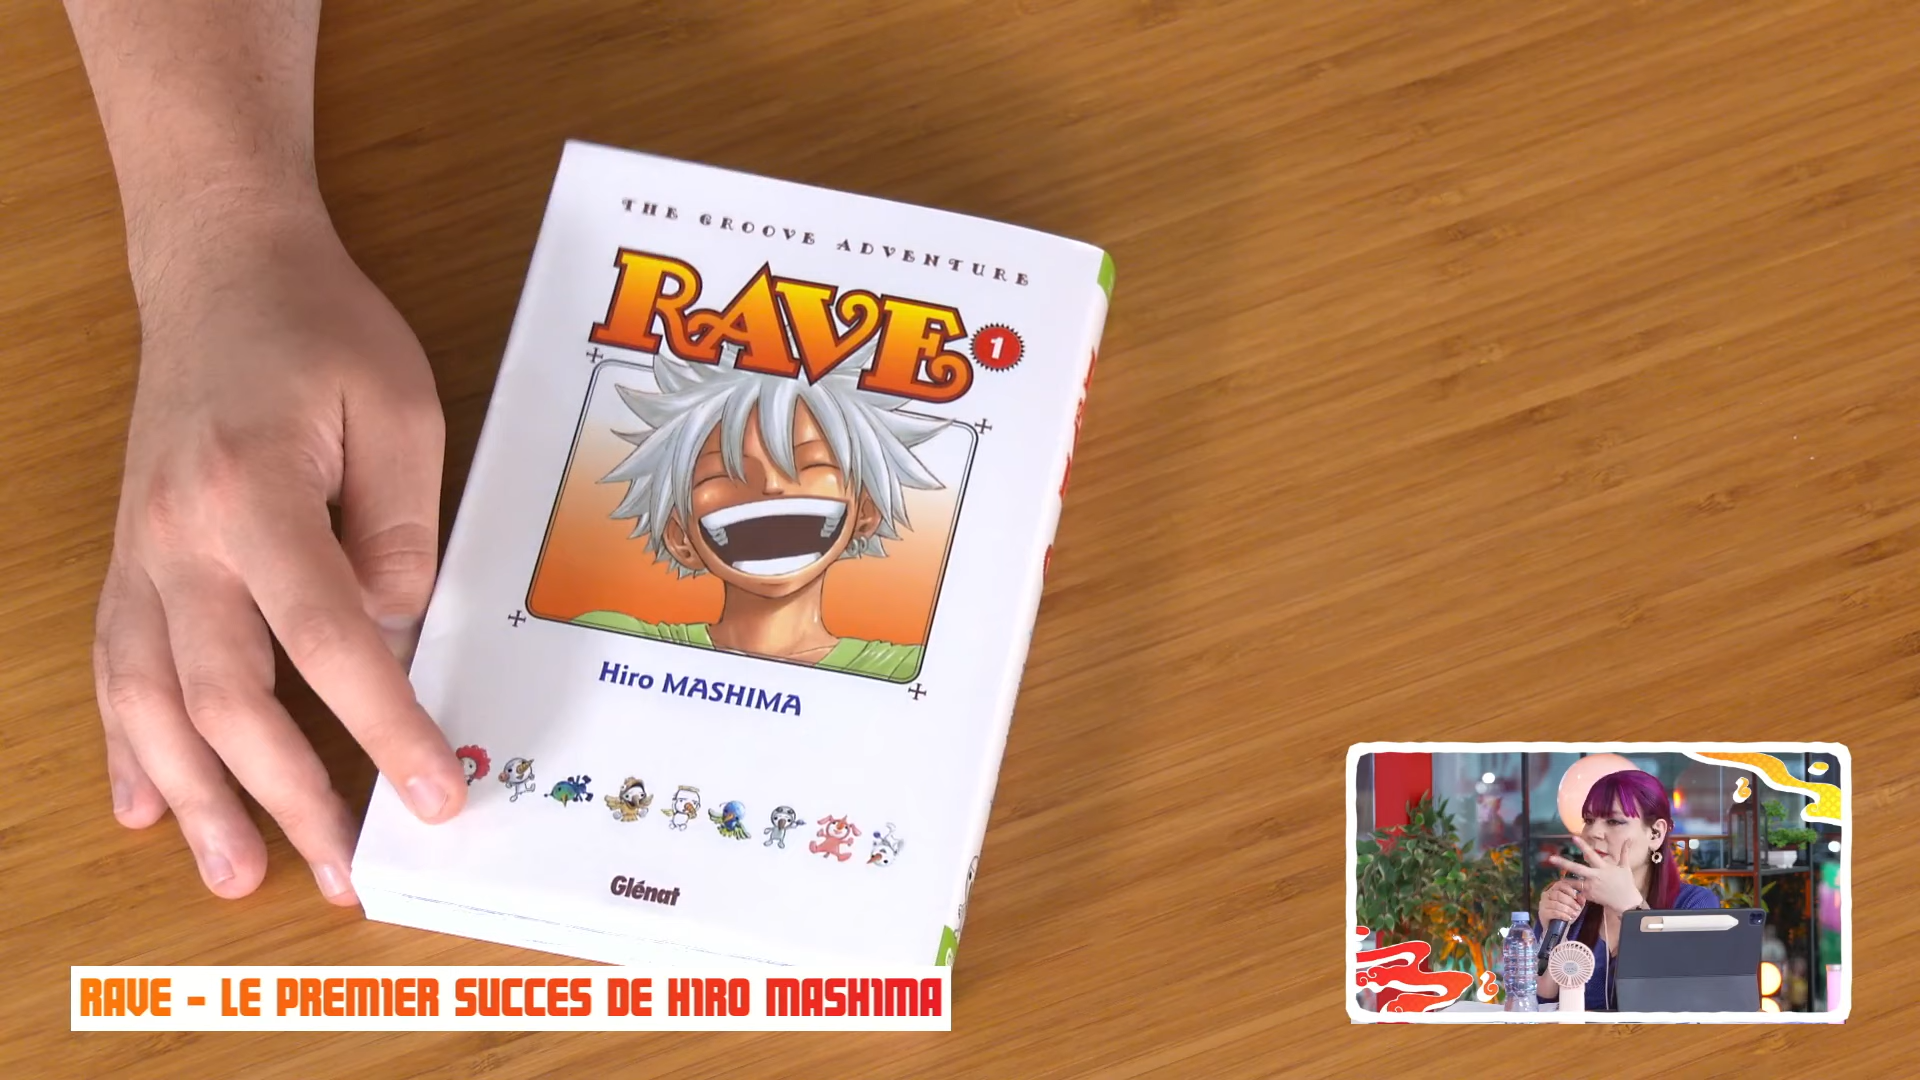 THE GROOVE ADVENTURE
RAVE
1
Hiro MASHIMA
Glénat
RAVE - LE PREMIER SUCCES DE HIRO MASHIMA